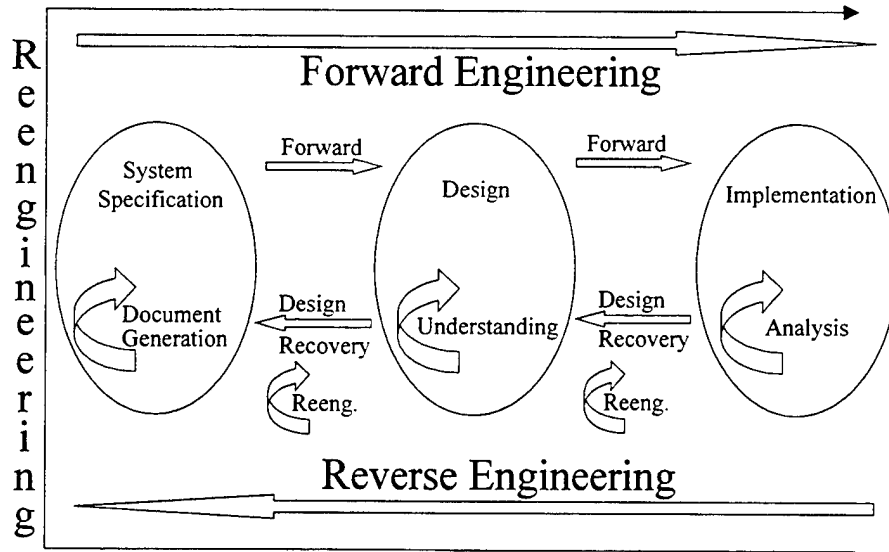 Reengineering
Forward Engineering
Forward
Forward
System
Specification
Design
Implementation
Document
Generation
Design
Recovery
Understanding
Design
Recovery
Analysis
Reeng.
Reeng.
Reverse Engineering